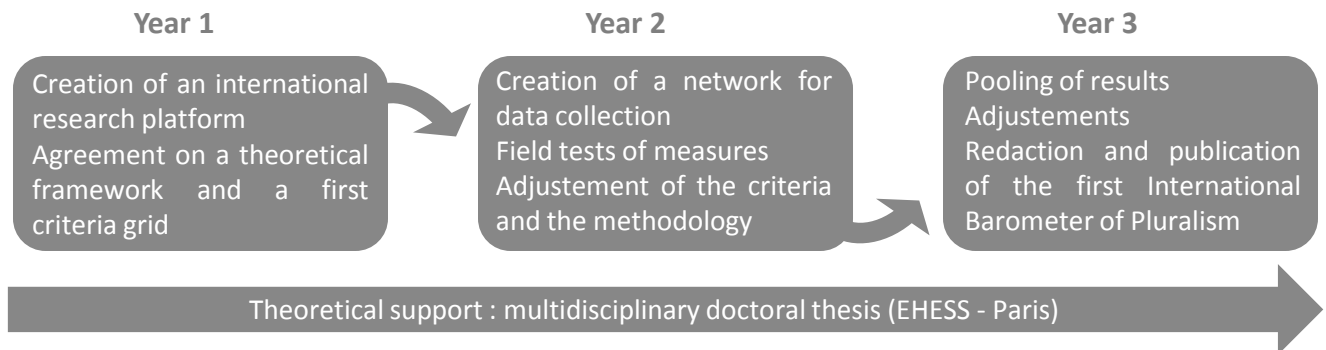 Year 1
Creation of an international
research platform
Agreement on a theoretical
framework and a first
criteria grid
Year 2
Creation of a network for
data collection
Field tests of measures
Adjustement of the criteria
and the methodology
Year 3
Pooling of results
Adjustements
Redaction and publication
of the first International
Barometer of Pluralism
Theoretical support : multidisciplinary doctoral thesis (EHESS - Paris)